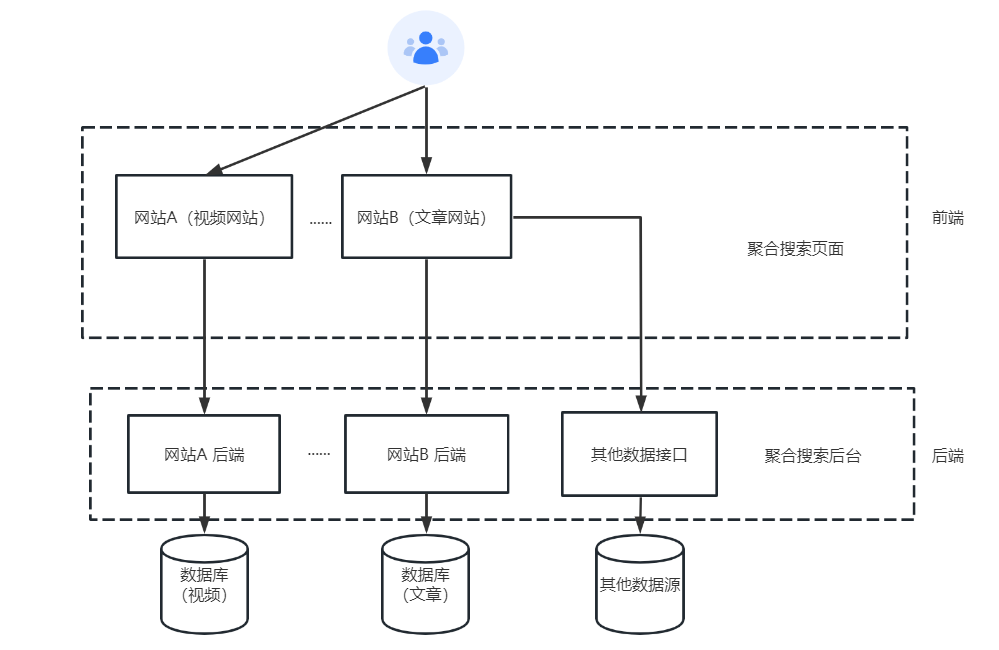 网站A（视频网站）
......
网站B（文章网站）
前端
聚合搜索页面
网站A 后端
......
网站B 后端
其他数据接口
聚合搜索后台
后端
数据库
（视频）
数据库
（文章）
其他数据源